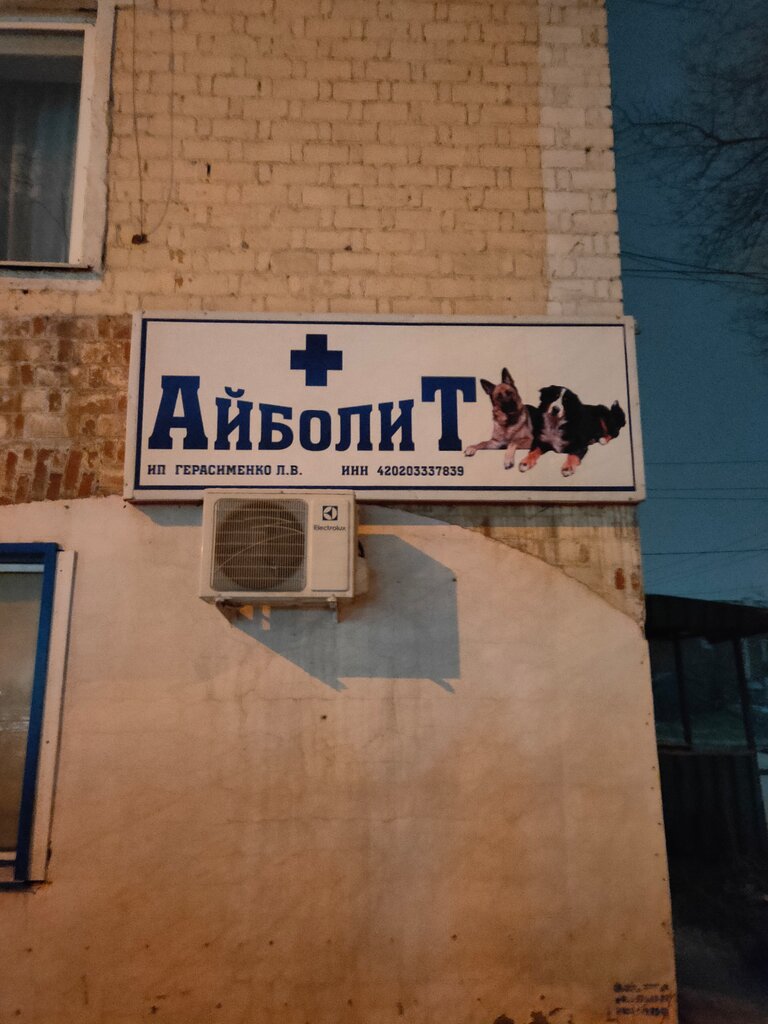 АЙБОЛИТ
ИП ГЕРАСИМЕНКО Л.В. ИНН 420203337839
Electrolux